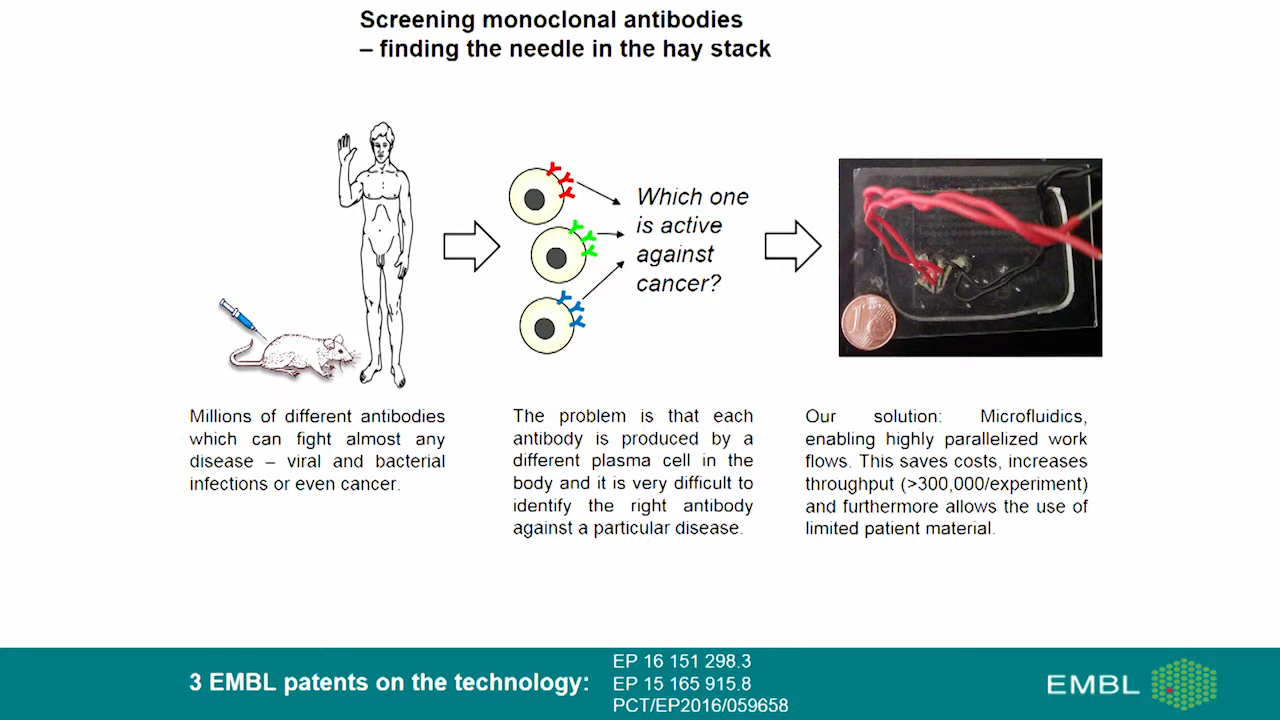 Screening monoclonal antibodies
– finding the needle in the hay stack
Which one
is active
against
cancer?
1
Millions of different antibodies
which can fight almost any
disease – viral and bacterial
infections or even cancer.
The problem is that each
antibody is produced by a
different plasma cell in the
body and it is very difficult to
identify the right antibody
against a particular disease.
Our solution: Microfluidics,
enabling highly parallelized work
flows. This saves costs, increases
throughput (>300,000/experiment)
and furthermore allows the use of
limited patient material.
3 EMBL patents on the technology:
EP 16 151 298.3
EP 15 165 915.8
PCT/EP2016/059658
EMBL